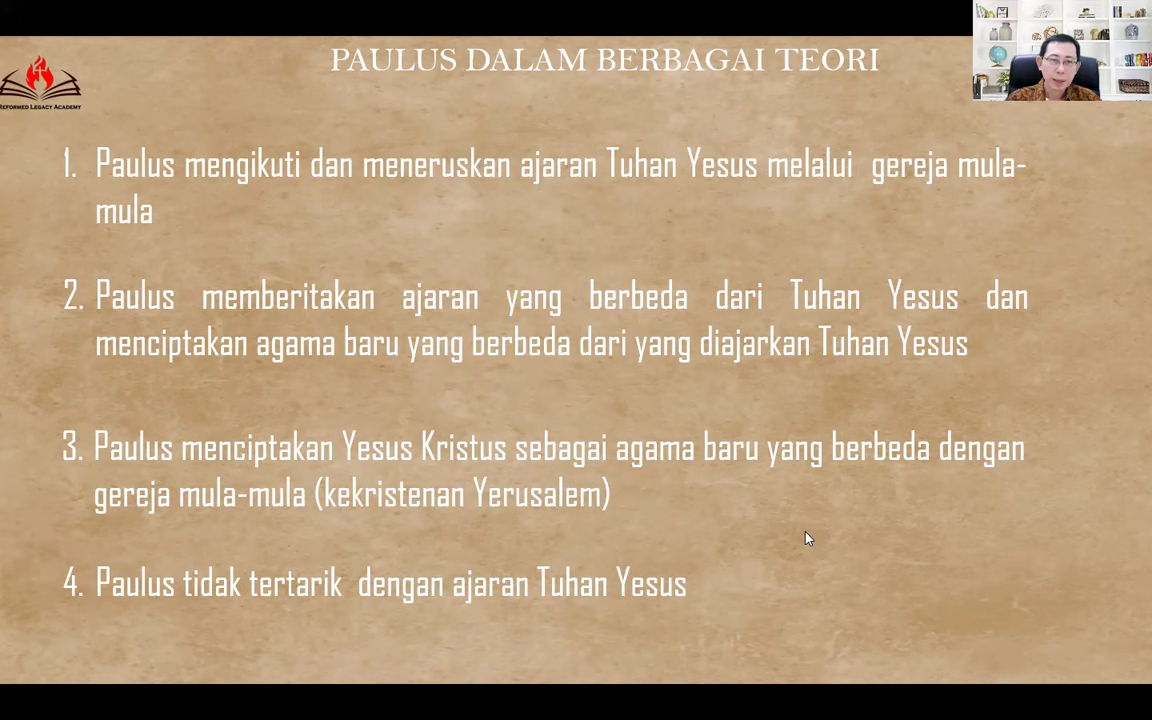 PAULUS DALAM BERBAGAI TEORI
REFORMED LEGACY ACADEMY
1. Paulus mengikuti dan meneruskan ajaran Tuhan Yesus melalui gereja mula-
mula
2. Paulus memberitakan ajaran yang berbeda dari Tuhan Yesus dan
menciptakan agama baru yang berbeda dari yang diajarkan Tuhan Yesus
3. Paulus menciptakan Yesus Kristus sebagai agama baru yang berbeda dengan
gereja mula-mula (kekristenan Yerusalem)
4. Paulus tidak tertarik dengan ajaran Tuhan Yesus